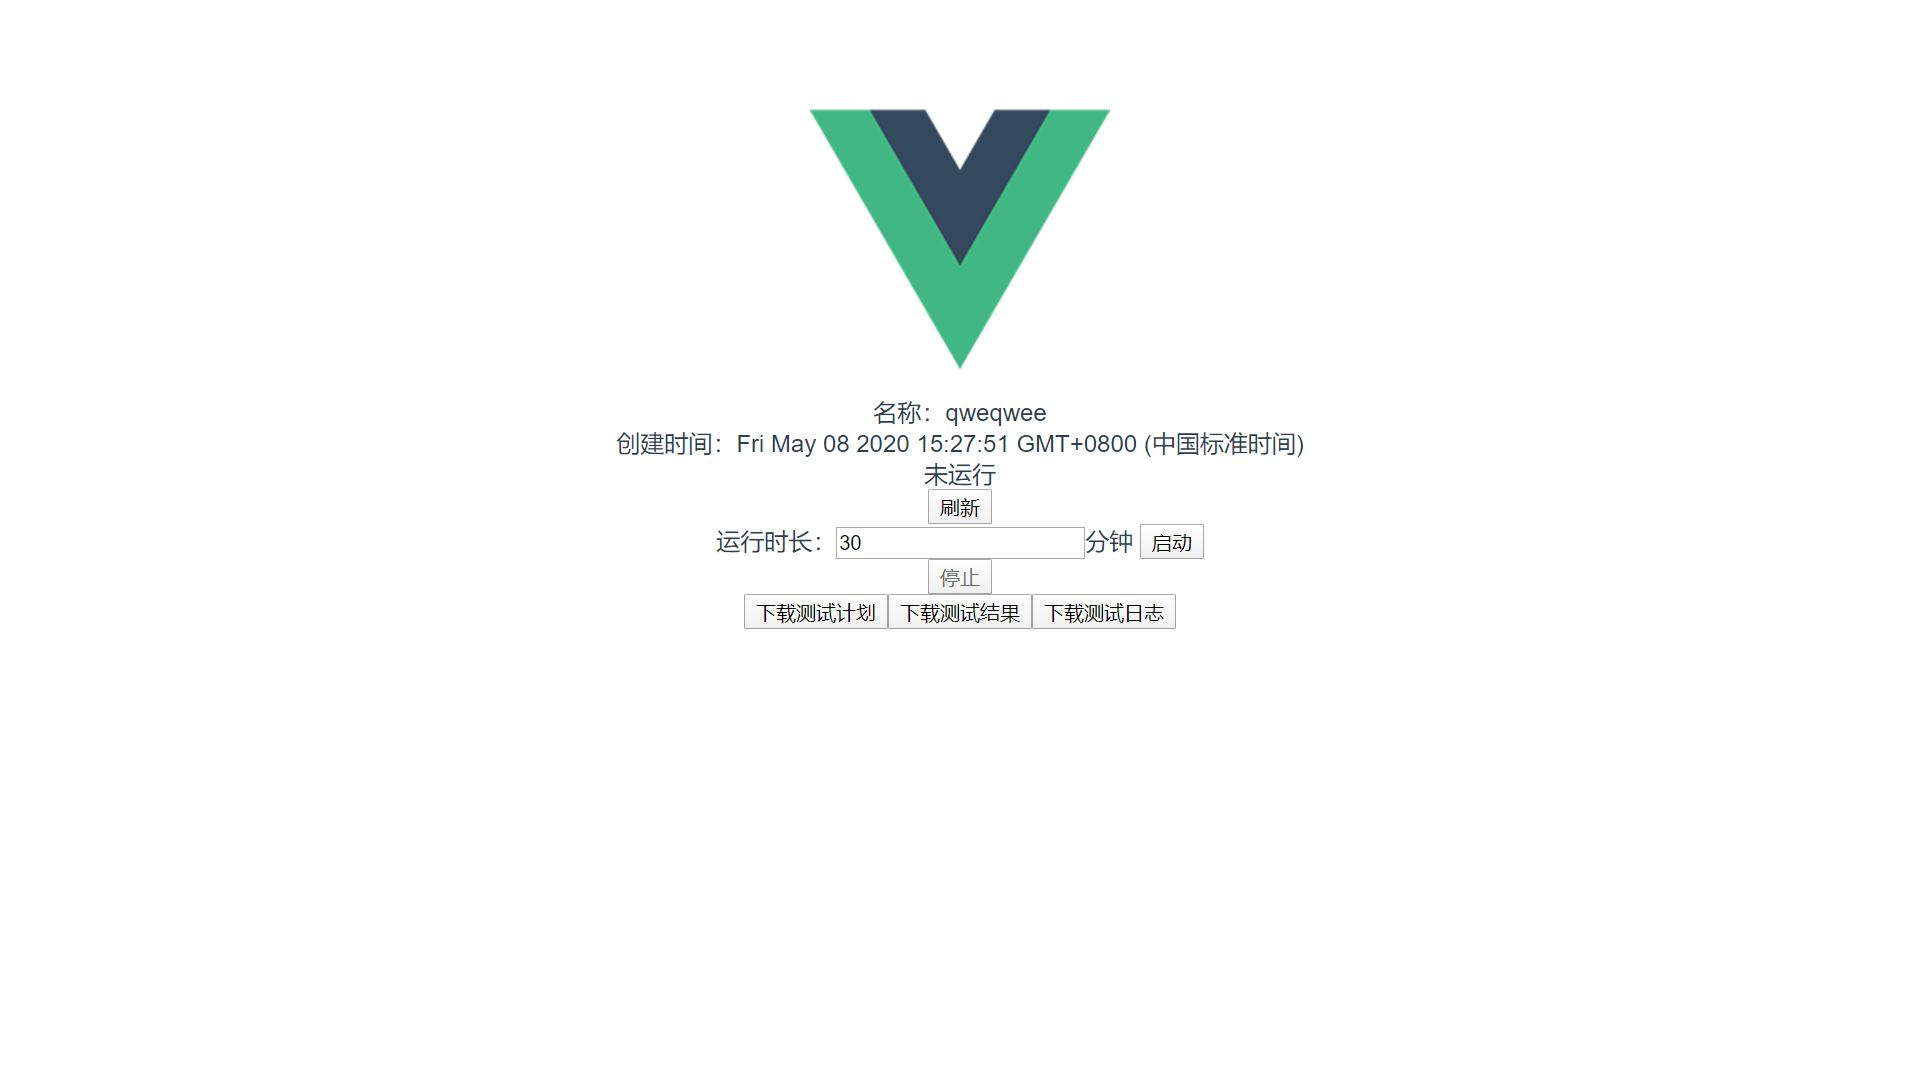 名称：qweqwee
创建时间：Fri May 08 2020 15:27:51 GMT+0800 (中国标准时间)
未运行
刷新
运行时长：30分钟 启动
停止
下载测试计划 下载测试结果 下载测试日志